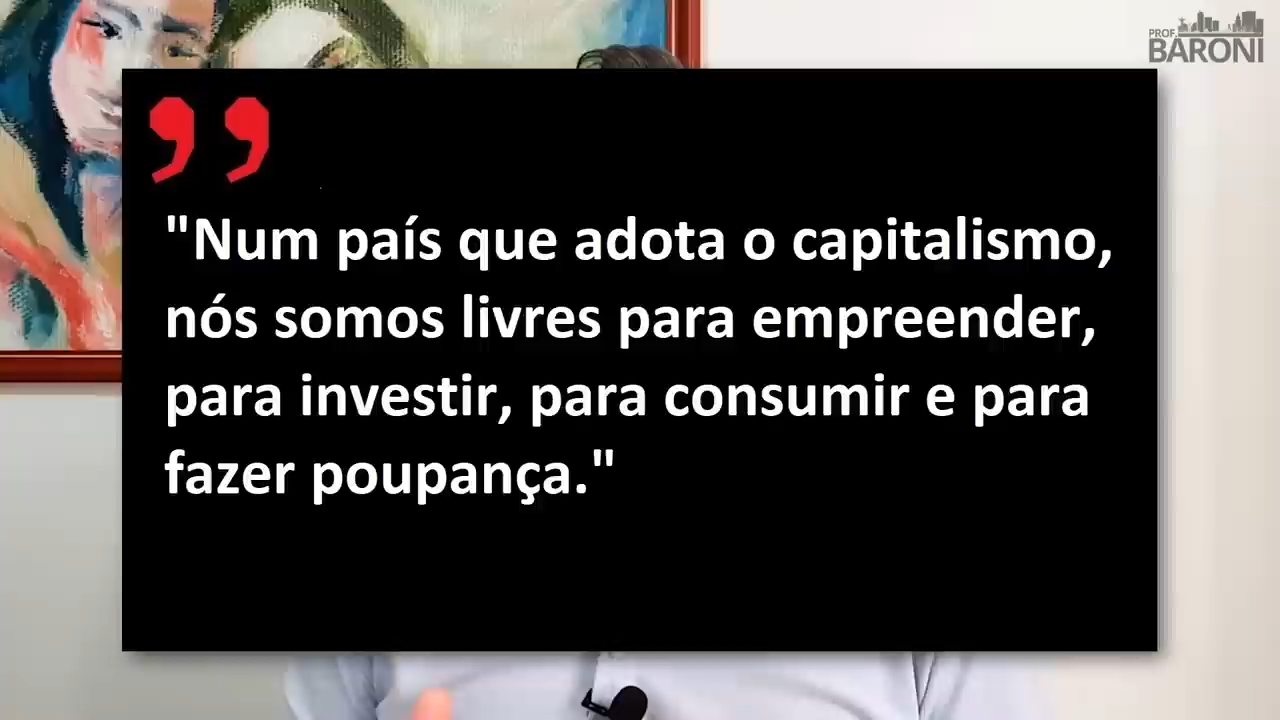 PROF.
BARONI
"Num país que adota o capitalismo,
nós somos livres para empreender,
para investir, para consumir e para
fazer poupança."